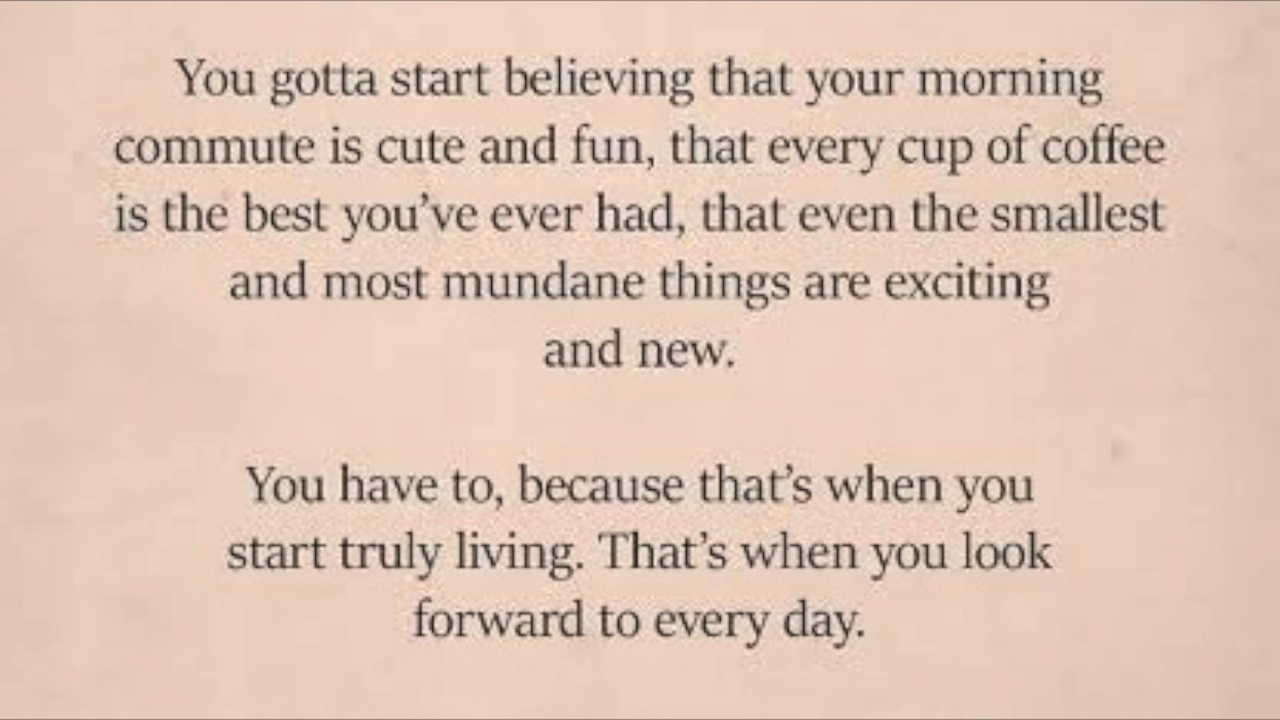 You gotta start believing that your morning
commute is cute and fun, that every cup of coffee
is the best you’ve ever had, that even the smallest
and most mundane things are exciting
and new.
You have to, because that’s when you
start truly living. That’s when you look
forward to every day.